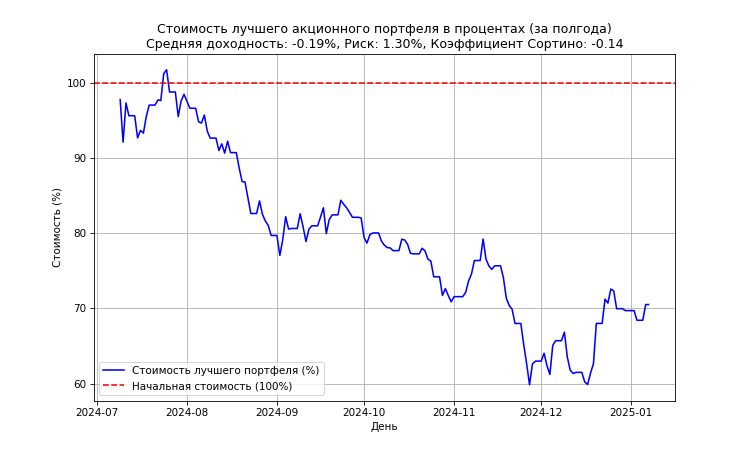 Стоимость лучшего акционного портфеля в процентах (за полгода)
Средняя доходность: -0.19%, Риск: 1.30%, Коэффициент Сортино: -0.14
Стоимость (%)
100
90
80
70
60
Стоимость лучшего портфеля (%)
Начальная стоимость (100%)
2024-07 2024-08 2024-09 2024-10 2024-11 2024-12 2025-01
День